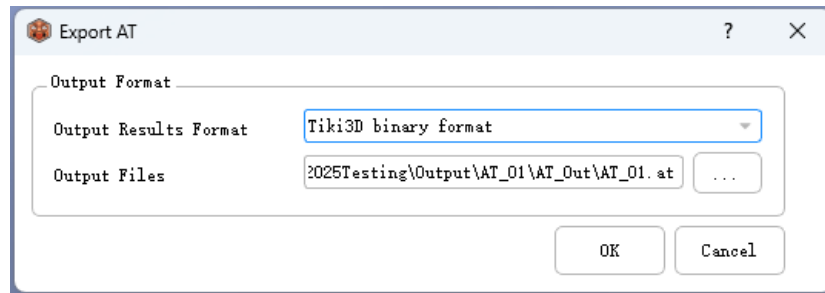 Export AT
?
Output Format
Output Results Format
Tiki3D binary format
Output Files
2025Testing\Output\AT_01\AT_Out\AT_01.at
...
OK
Cancel